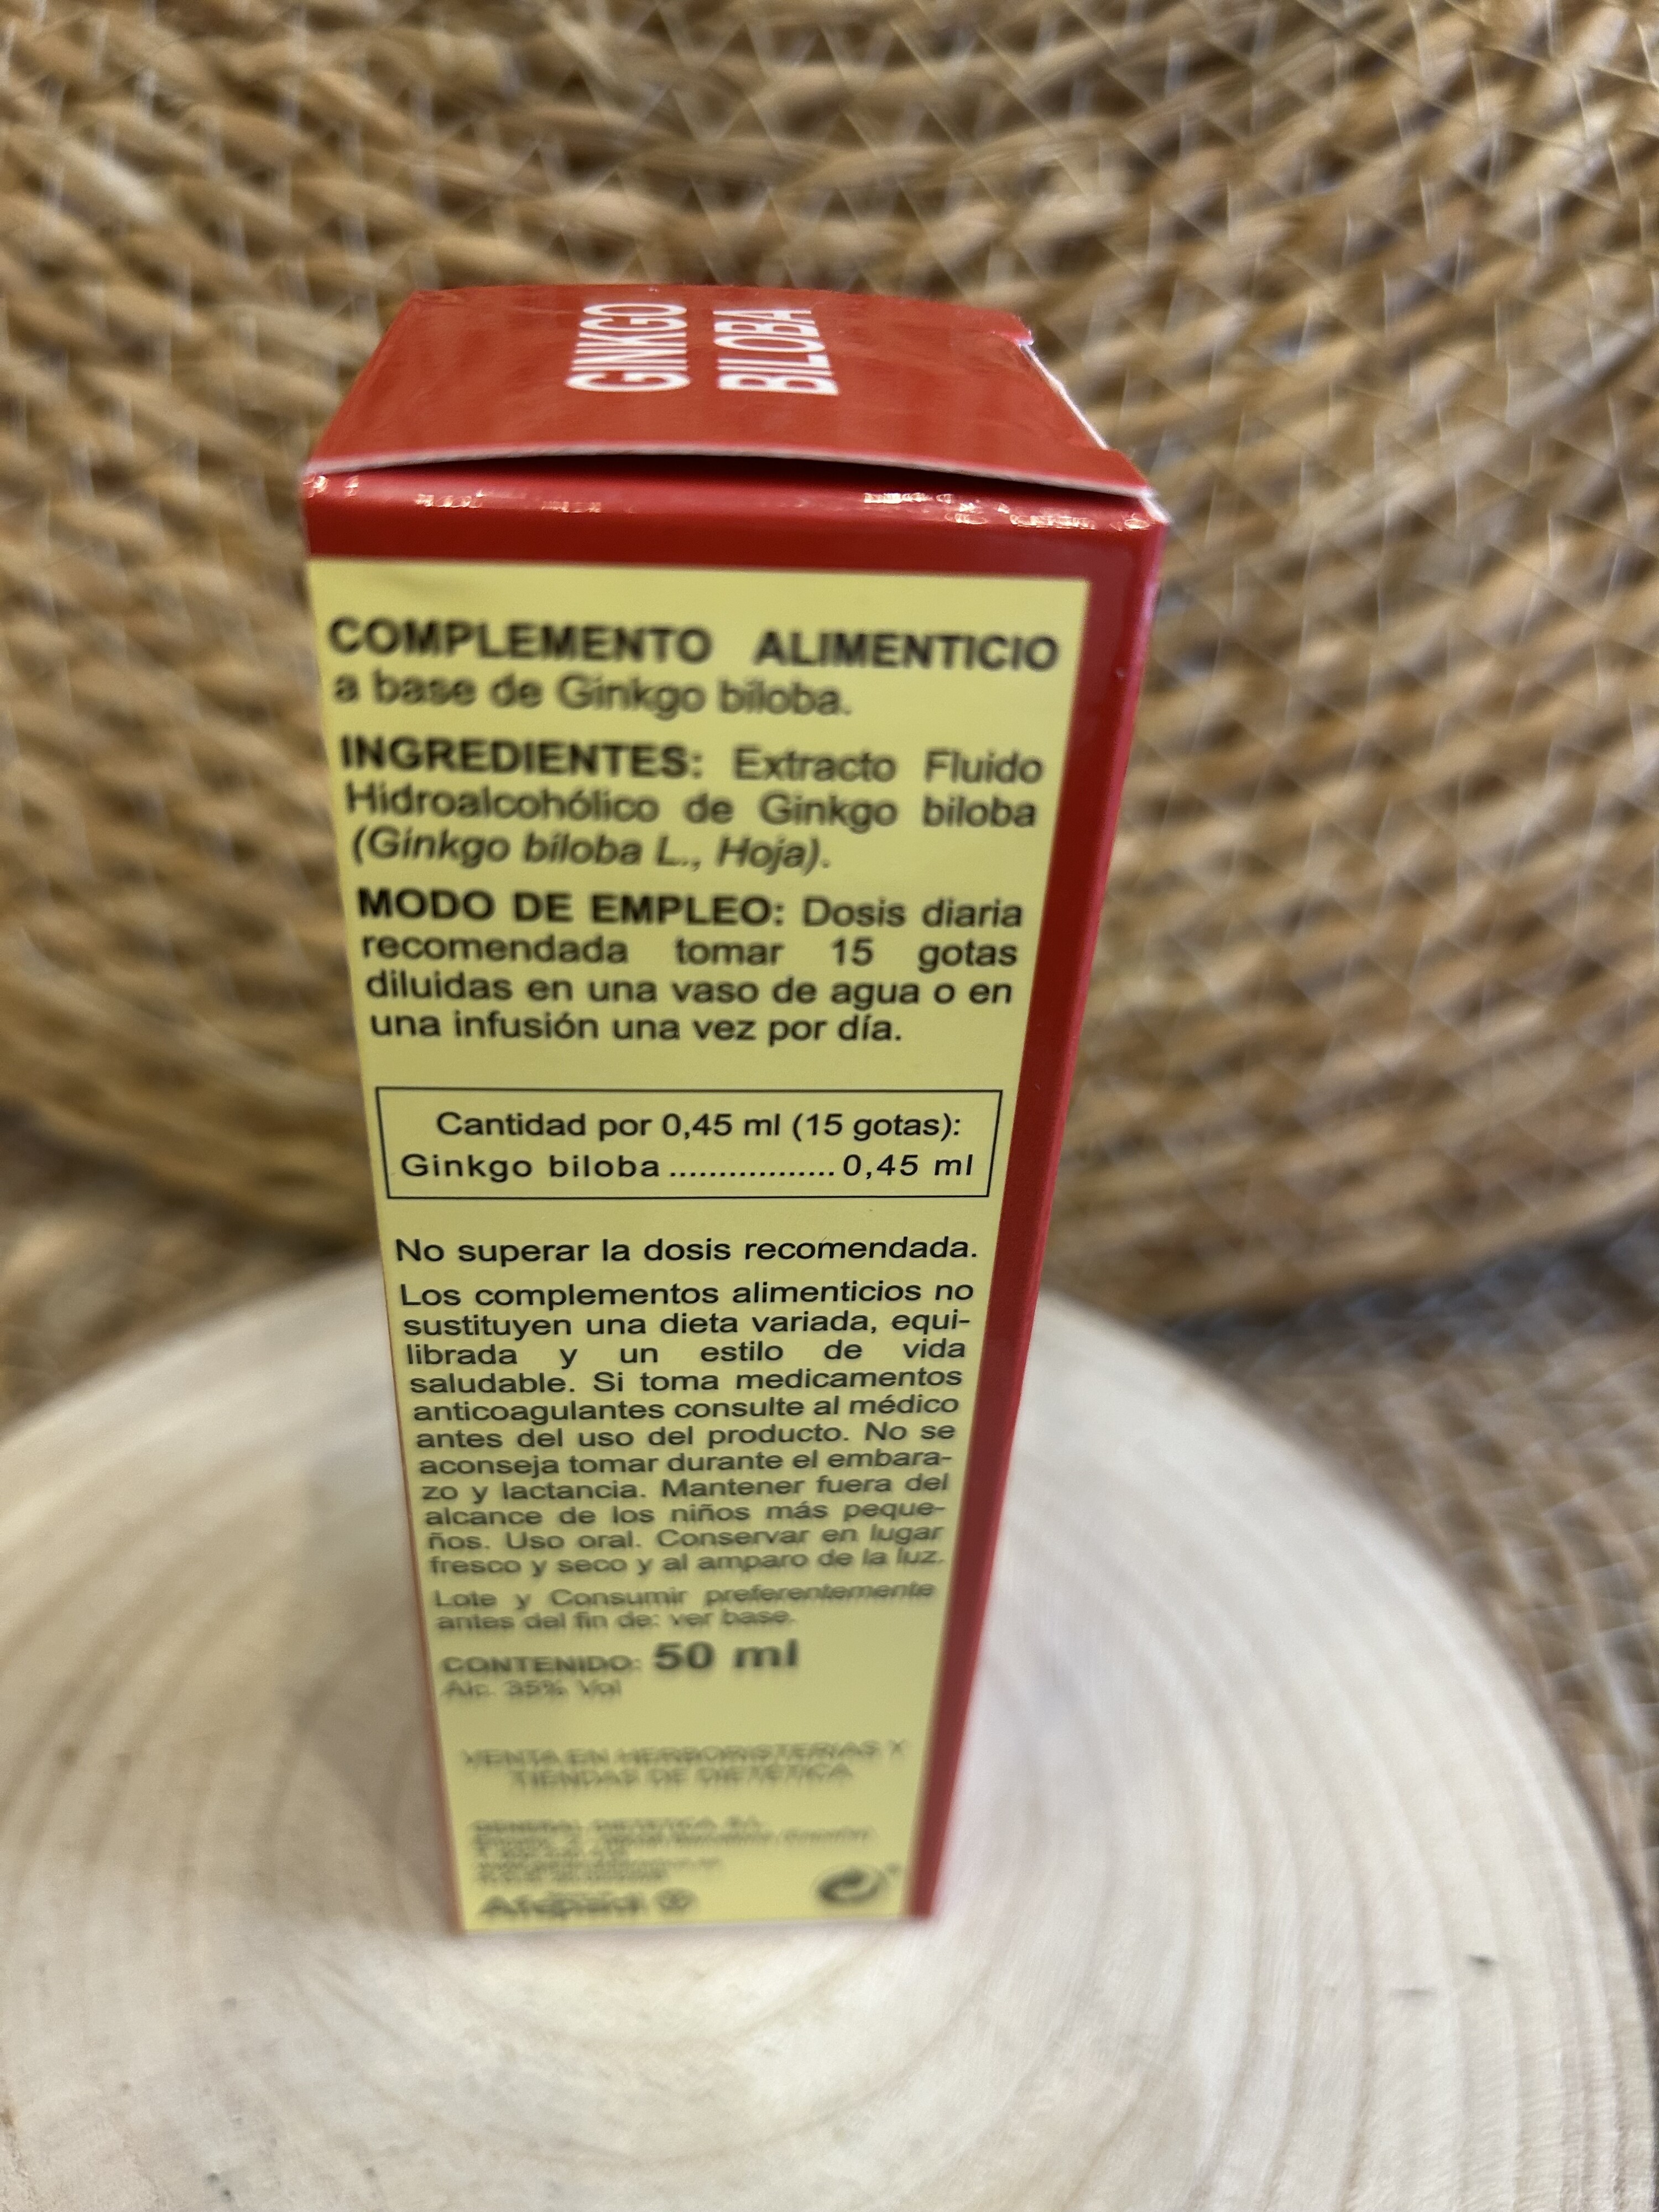 GINKGO
BILOBA
COMPLEMENTO ALIMENTICIO
a base de Ginkgo biloba.
INGREDIENTES: Extracto Fluido
Hidroalcohólico de Ginkgo biloba
(Ginkgo biloba L., Hoja).
MODO DE EMPLEO: Dosis diaria
recomendada tomar 15 gotas
diluidas en una vaso de agua o en
una infusión una vez por día.
Cantidad por 0,45 ml (15 gotas):
Ginkgo biloba ................. 0,45 ml
No superar la dosis recomendada.
Los complementos alimenticios no
sustituyen una dieta variada, equi-
librada y un estilo de vida
saludable. Si toma medicamentos
anticoagulantes consulte al médico
antes del uso del producto. No se
aconseja tomar durante el embara-
zo y lactancia. Mantener fuera del
alcance de los niños más peque-
ños. Uso oral. Conservar en lugar
fresco y seco y al amparo de la luz.
Lote y Consumir preferentemente
antes del fin de: ver base.
CONTENIDO: 50 ml
Alc. 35% Vol
VENTA EN HERBORISTERIAS Y
TIENDAS DE DIETETICA
GENERAL DIETETICA, S.L.